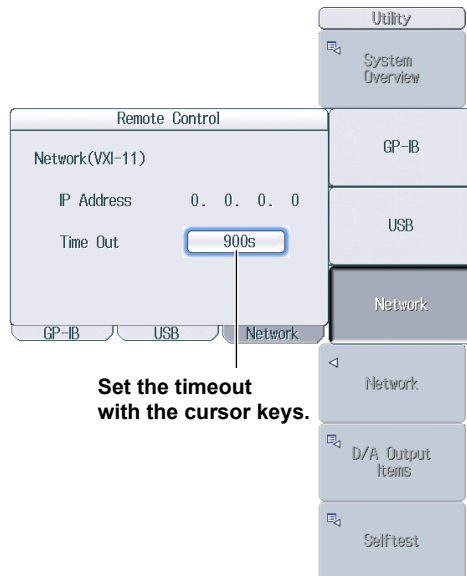 Utility
System
Overview
Remote Control
Network(VXI-11)
IP Address 0. 0. 0. 0
Time Out 900s
GP-IB USB Network
GP-IB
USB
Network
Set the timeout
with the cursor keys.
Network
D/A Output
Items
Selftest